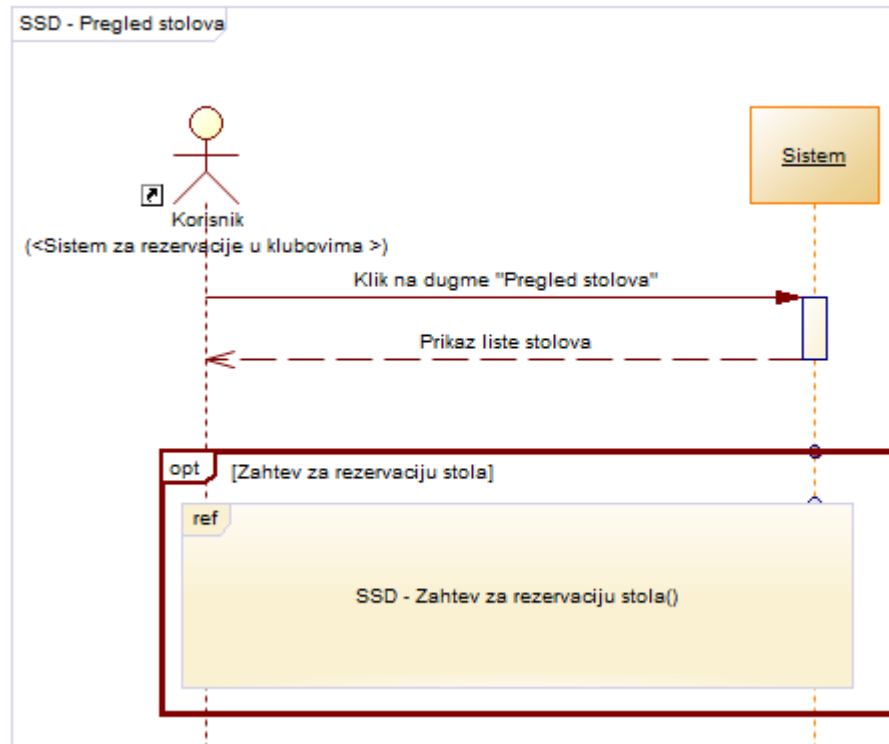 SSD - Pregled stolova
Sistem
Korisnik
(<Sistem za rezervacije u klubovima >)
Klik na dugme "Pregled stolova"
Prikaz liste stolova
opt
[Zahtev za rezervaciju stola]
ref
SSD - Zahtev za rezervaciju stola()